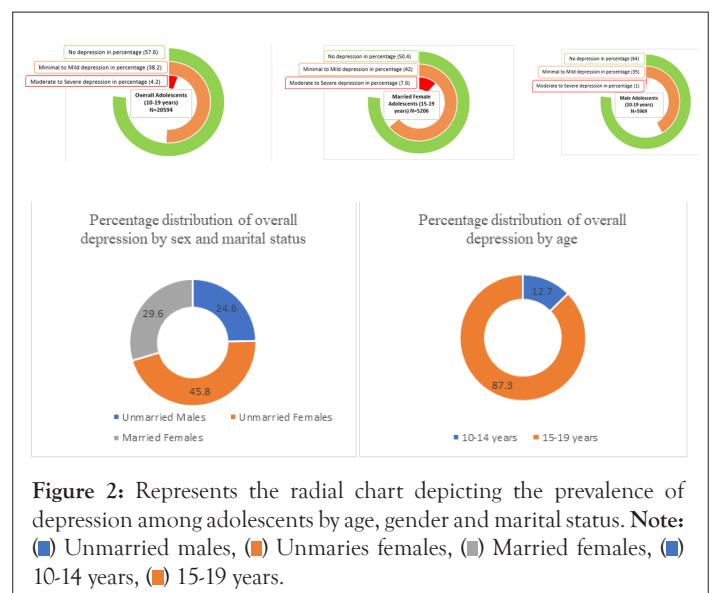 No depression in percentage (57.6)
Minimal to Mild depression in percentage (38.2)
Moderate to Severe depression in percentage (4.2)
Overall Adolescents
(10-19 years)
N=20594
No depression in percentage (50.4)
Minimal to Mild depression in percentage (42)
Moderate to Severe depression in percentage (7.6)
Married Female
Adolescents (15-19
years) N=5206
No depression in percentage (64)
Minimal to Mild depression in percentage (35)
Moderate to Severe depression in percentage (1)
Male Adolescents
(10-19 years)
N=5969
Percentage distribution of overall
depression by sex and marital status
24.6
29.6
45.8
Unmarried Males
Unmarried Females
Married Females
Percentage distribution of overall
depression by age
12.7
87.3
10-14 years
15-19 years
Figure 2: Represents the radial chart depicting the prevalence of
depression among adolescents by age, gender and marital status. Note:
(■) Unmarried males, (■) Unmaries females, (■) Married females, (■)
10-14 years, (■) 15-19 years.